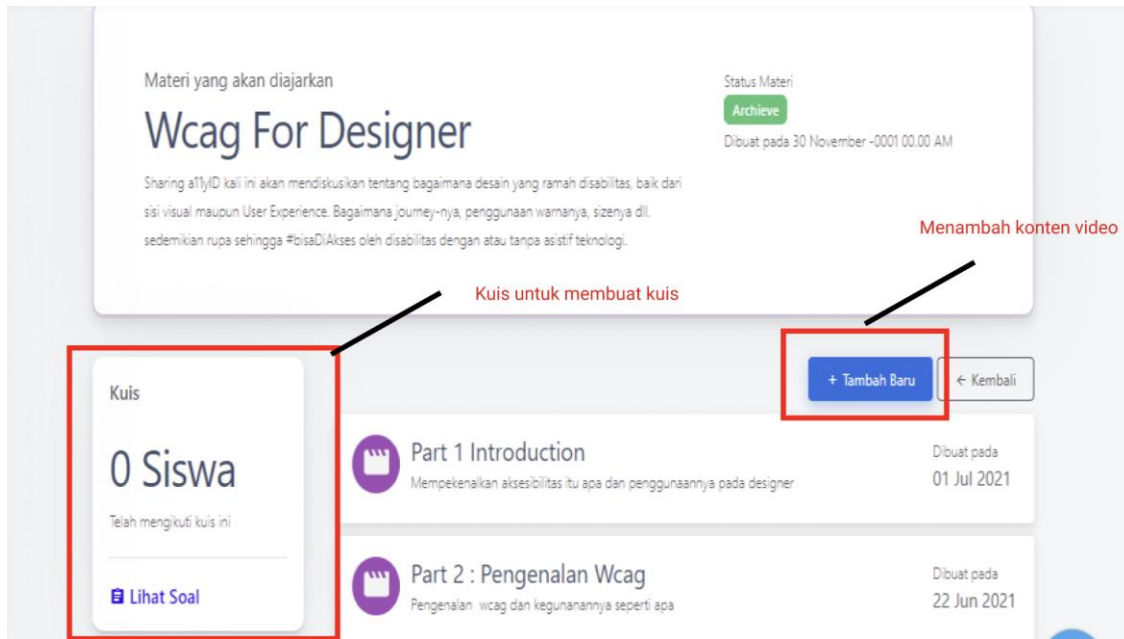 Materi yang akan diajarkan
Wcag For Designer
Sharing a11yID kali ini akan mendiskusikan tentang bagaimana desain yang ramah disabilitas, baik dari
sisi visual maupun User Experience. Bagaimana journey-nya, penggunaan warnanya, sizenya dll.
sedemikian rupa sehingga #bisaDiAkses oleh disabilitas dengan atau tanpa asistif teknologi.
Status Materi
Archieve
Dibuat pada 30 November -0001 00.00 AM
Menambah konten video
Kuis untuk membuat kuis
+ Tambah Baru
← Kembali
Kuis
0 Siswa
Telah mengikuti kuis ini
Lihat Soal
Part 1 Introduction
Mempekenalkan aksesibilitas itu apa dan penggunaannya pada designer
Dibuat pada
01 Jul 2021
Part 2 : Pengenalan Wcag
Pengenalan wcag dan kegunanannya seperti apa
Dibuat pada
22 Jun 2021